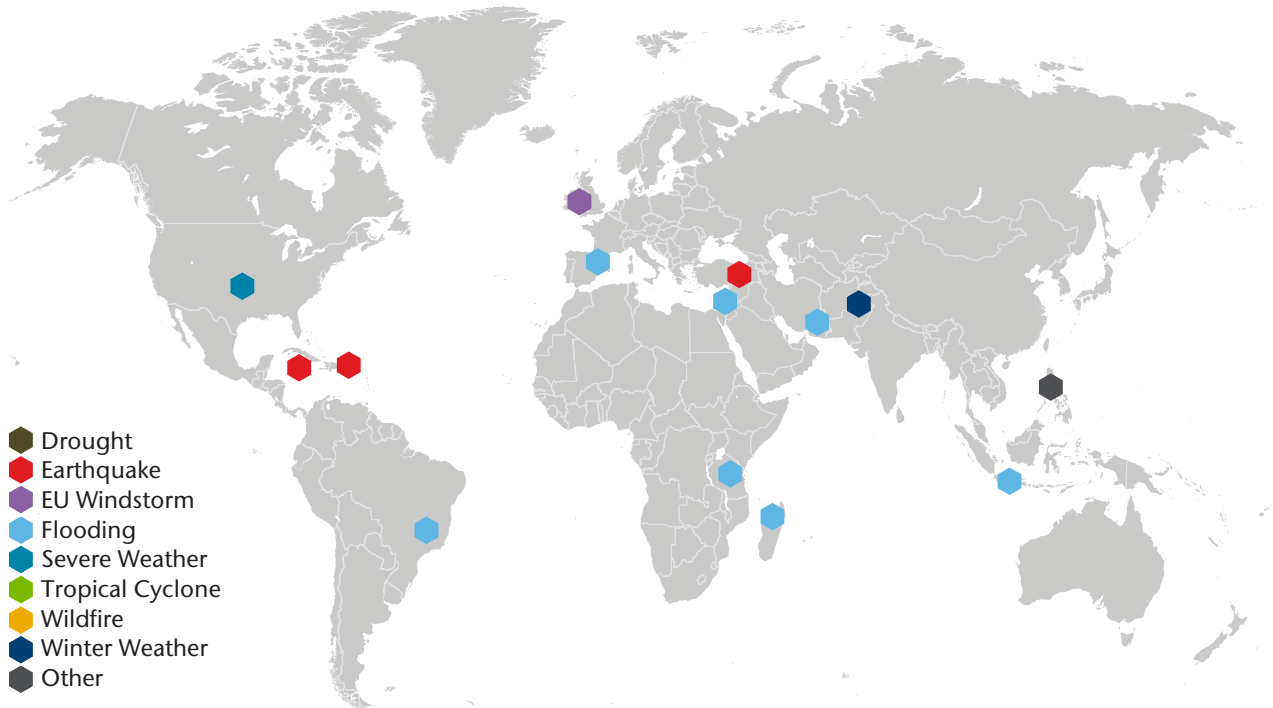 Drought
Earthquake
EU Windstorm
Flooding
Severe Weather
Tropical Cyclone
Wildfire
Winter Weather
Other